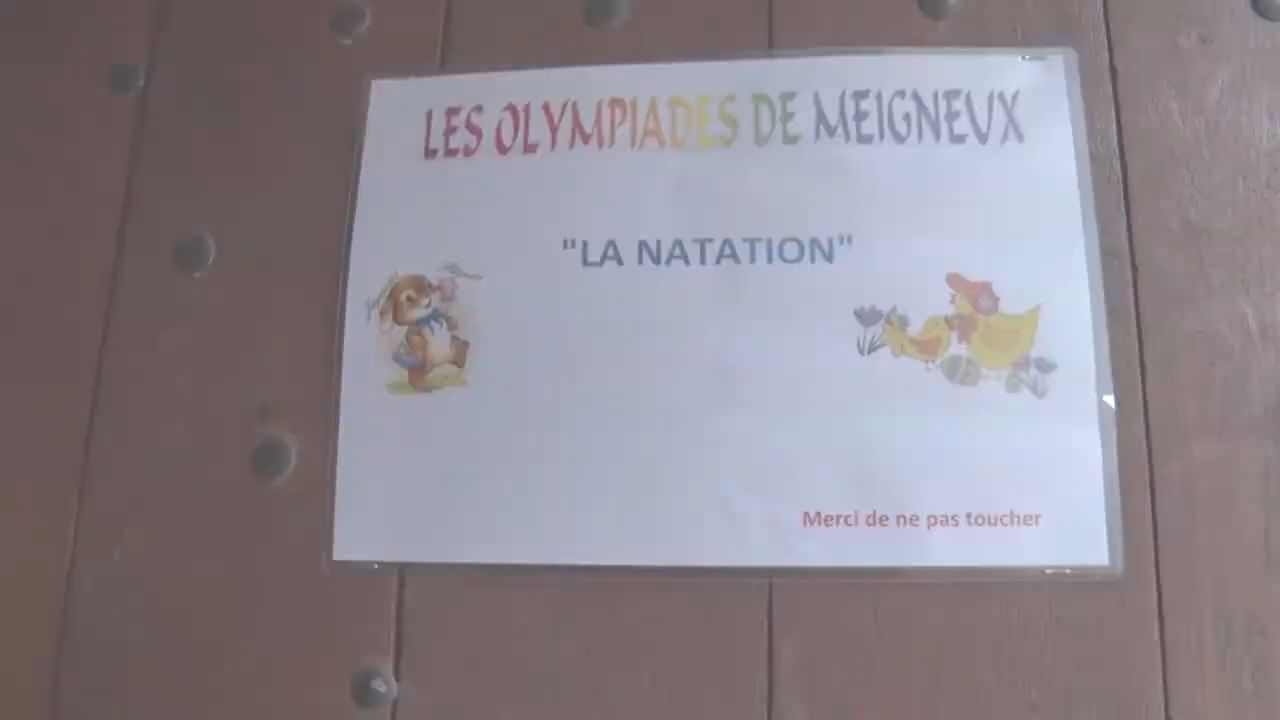 LES OLYMPIADES DE MEIGNEUX
"LA NATATION"
Merci de ne pas toucher